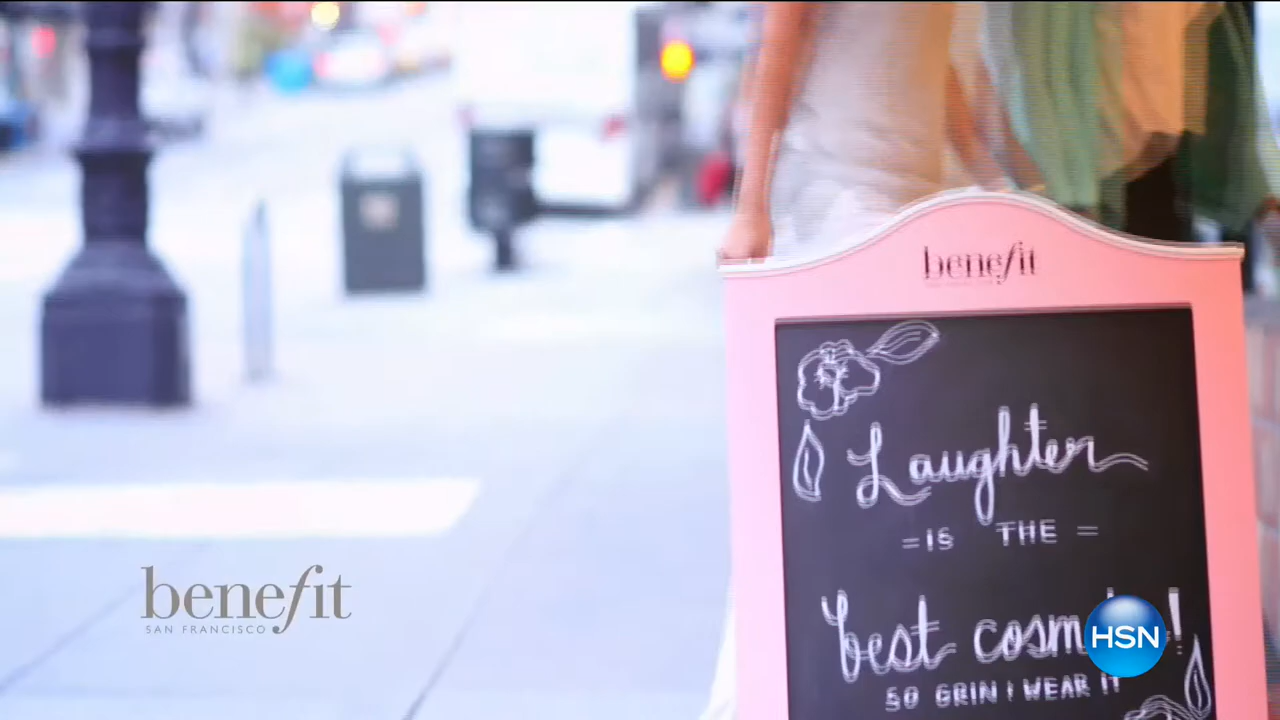 benefit
Laughter
IS THE
best cosm !
SO GRIN & WEAR IT
benefit
SAN FRANCISCO
HSN